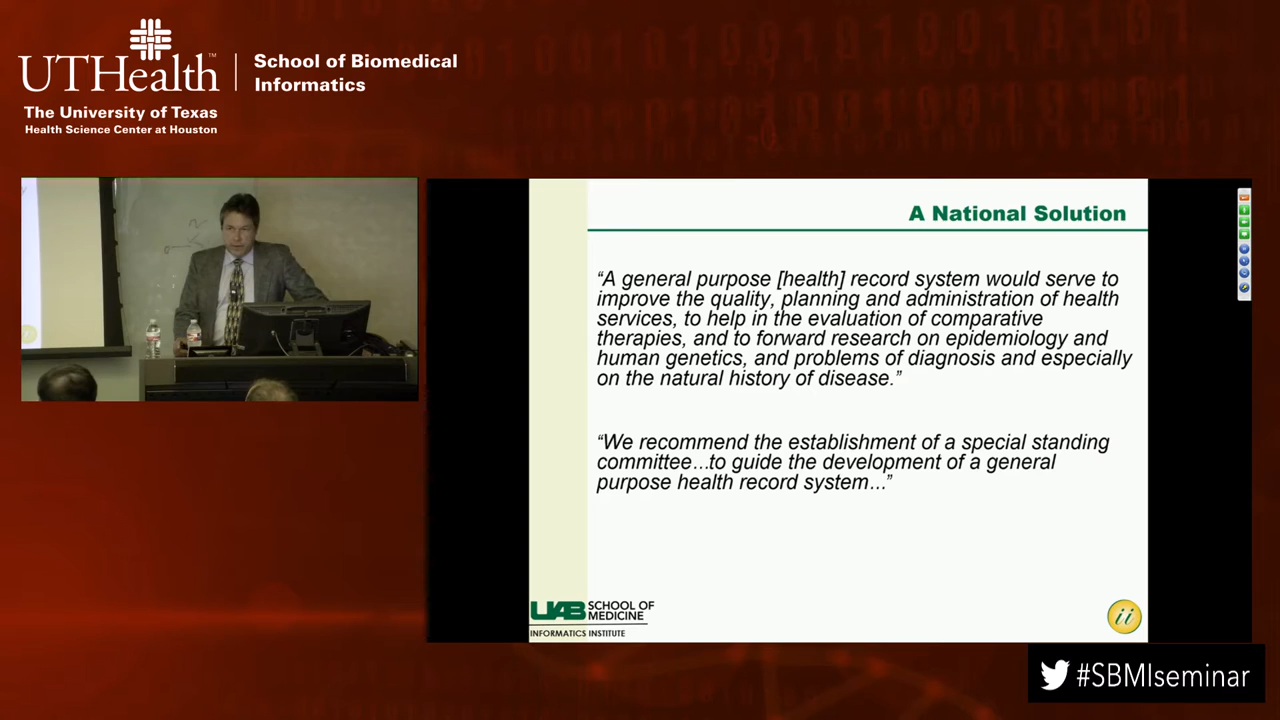 UTHealth™
School of Biomedical
Informatics
The University of Texas
Health Science Center at Houston
A National Solution
“A general purpose [health] record system would serve to
improve the quality, planning and administration of health
services, to help in the evaluation of comparative
therapies, and to forward research on epidemiology and
human genetics, and problems of diagnosis and especially
on the natural history of disease.”
“We recommend the establishment of a special standing
committee...to guide the development of a general
purpose health record system...”
UAB SCHOOL OF
MEDICINE
INFORMATICS INSTITUTE
ii
#SBMIseminar